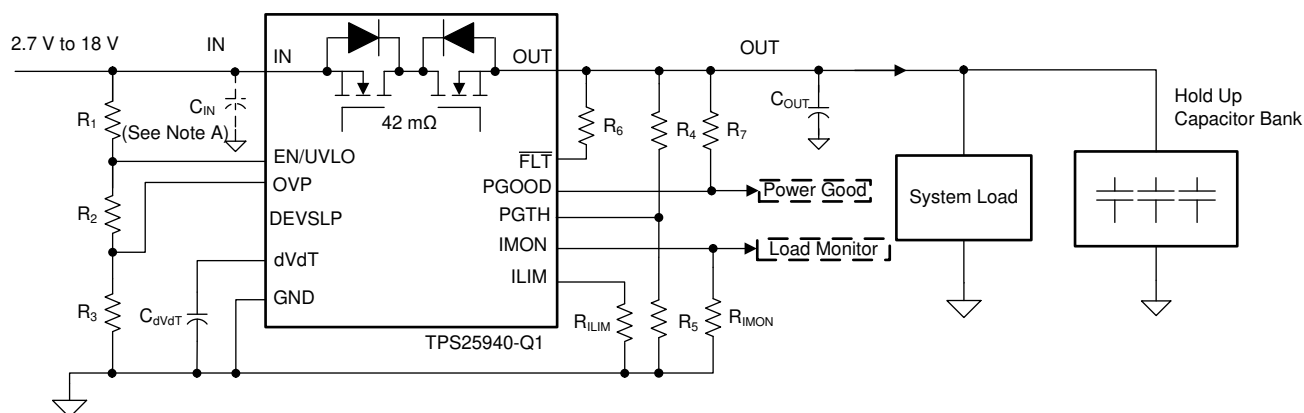 2.7 V to 18 V
IN
IN
OUT
OUT
42 mΩ
R1
CIN
(See Note A)
R2
R3
CdVdT
EN/UVLO
OVP
DEVSLP
dVdT
GND
FLT
PGOOD
PGTH
IMON
ILIM
TPS25940-Q1
R6
R4
R7
COUT
RILIM
R5
RIMON
Power Good
Load Monitor
System Load
Hold Up
Capacitor Bank